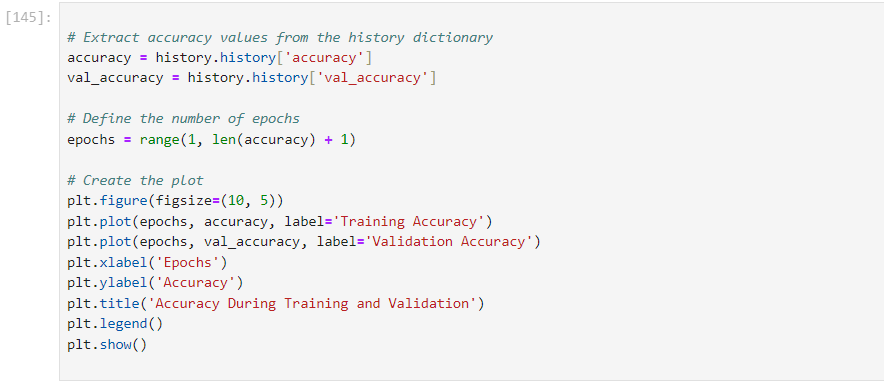 [145]:
# Extract accuracy values from the history dictionary
accuracy = history.history['accuracy']
val_accuracy = history.history['val_accuracy']
# Define the number of epochs
epochs = range(1, len(accuracy) + 1)
# Create the plot
plt.figure(figsize=(10, 5))
plt.plot(epochs, accuracy, label='Training Accuracy')
plt.plot(epochs, val_accuracy, label='Validation Accuracy')
plt.xlabel('Epochs')
plt.ylabel('Accuracy')
plt.title('Accuracy During Training and Validation')
plt.legend()
plt.show()